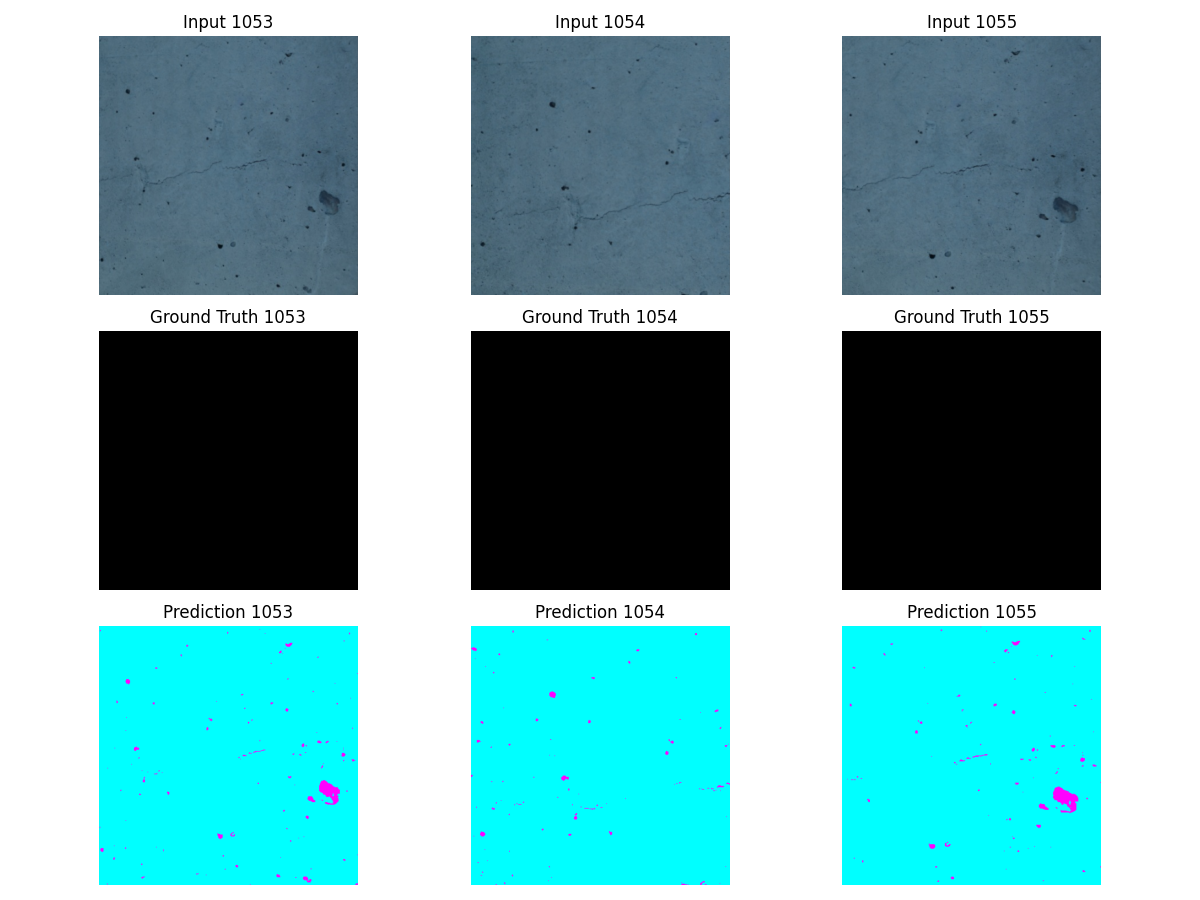 Input 1053
Input 1054
Input 1055
Ground Truth 1053
Ground Truth 1054
Ground Truth 1055
Prediction 1053
Prediction 1054
Prediction 1055